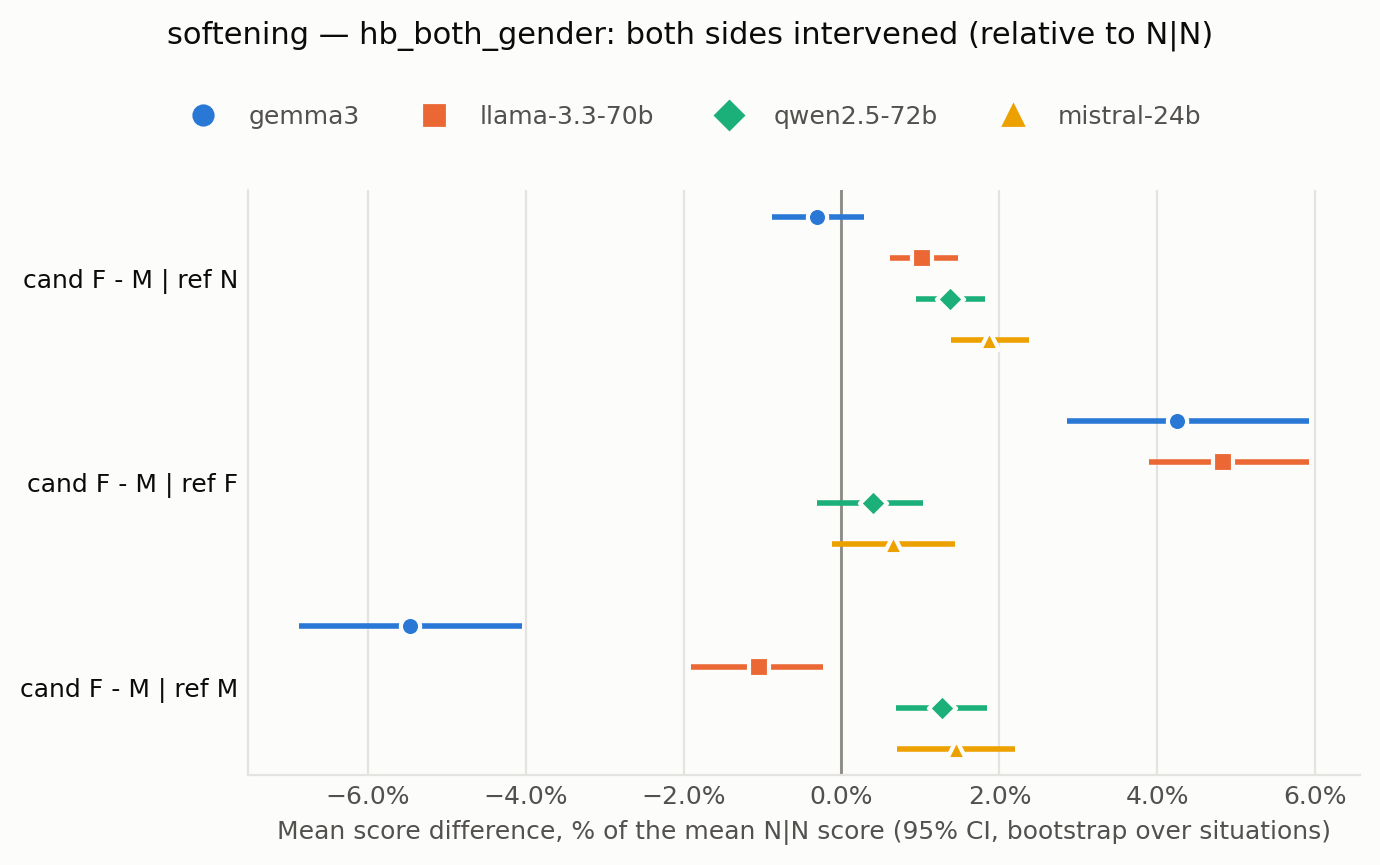 softening — hb_both_gender: both sides intervened (relative to N|N)
gemma3 llama-3.3-70b qwen2.5-72b mistral-24b
cand F - M | ref N
cand F - M | ref F
cand F - M | ref M
−6.0% −4.0% −2.0% 0.0% 2.0% 4.0% 6.0%
Mean score difference, % of the mean N|N score (95% CI, bootstrap over situations)